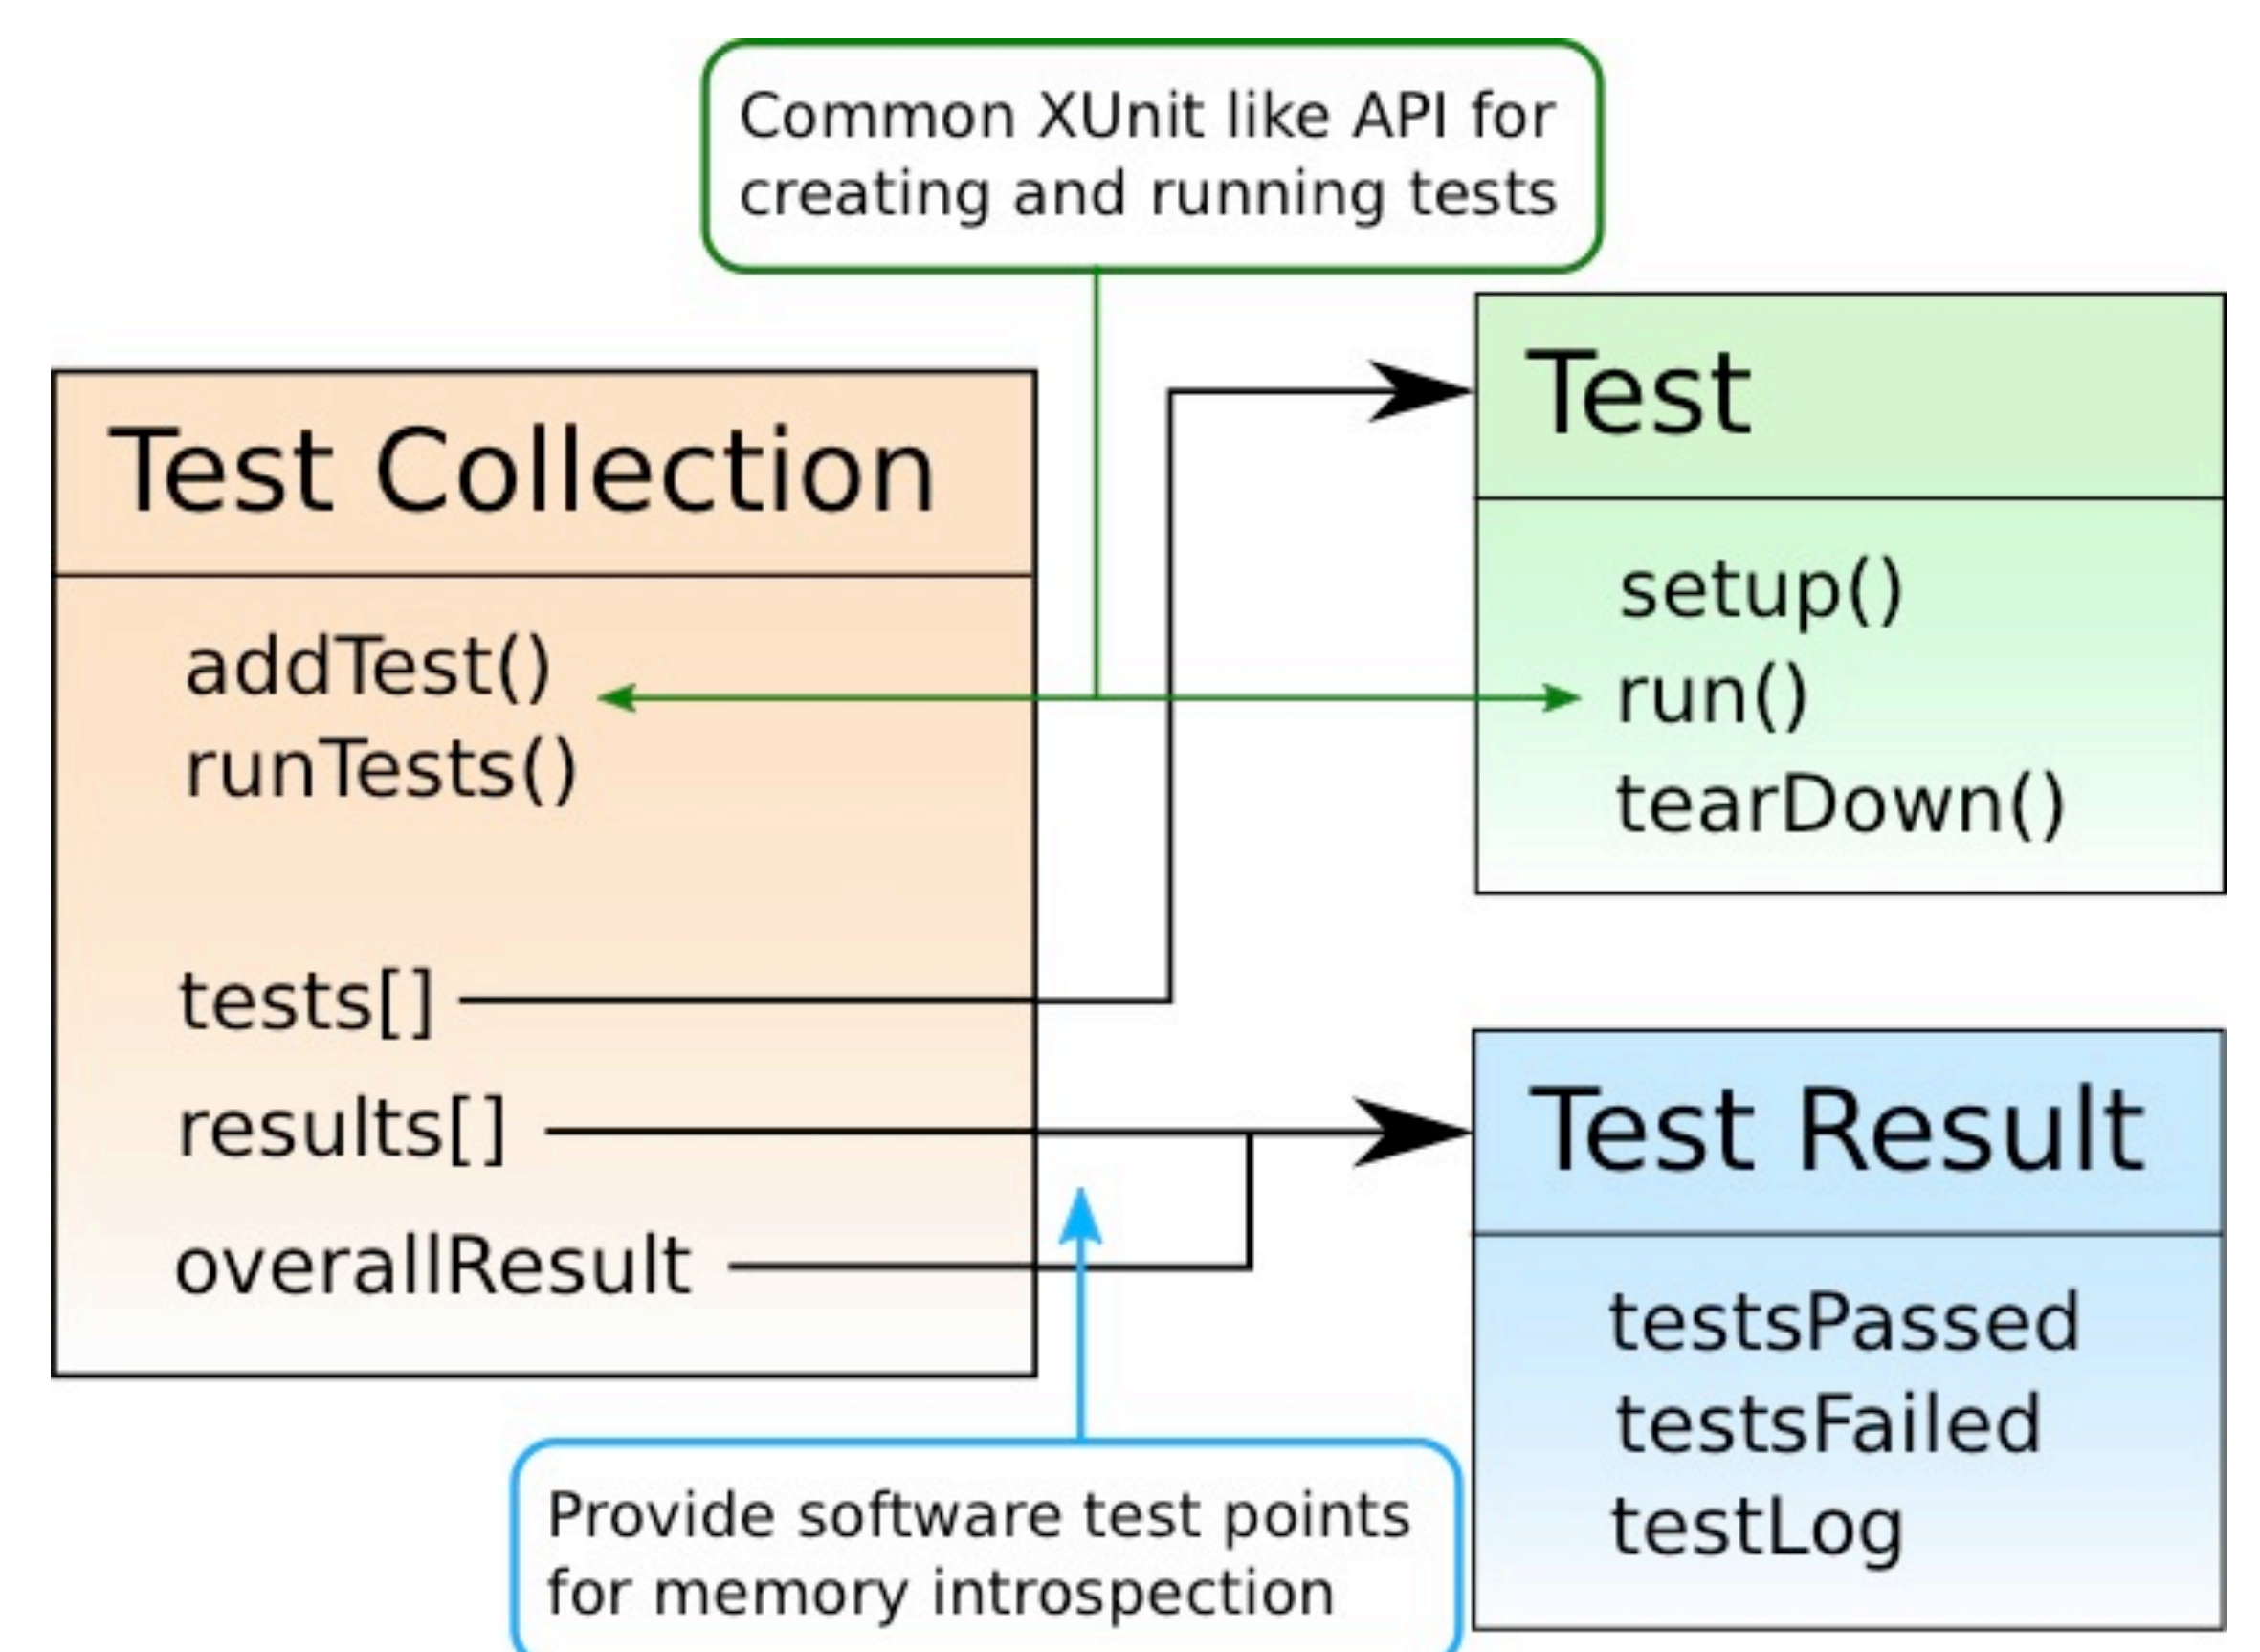 Common XUnit like API for
creating and running tests
Test Collection
addTest()
runTests()
tests[]
results[]
overallResult
Test
setup()
run()
tearDown()
Test Result
testsPassed
testsFailed
testLog
Provide software test points
for memory introspection